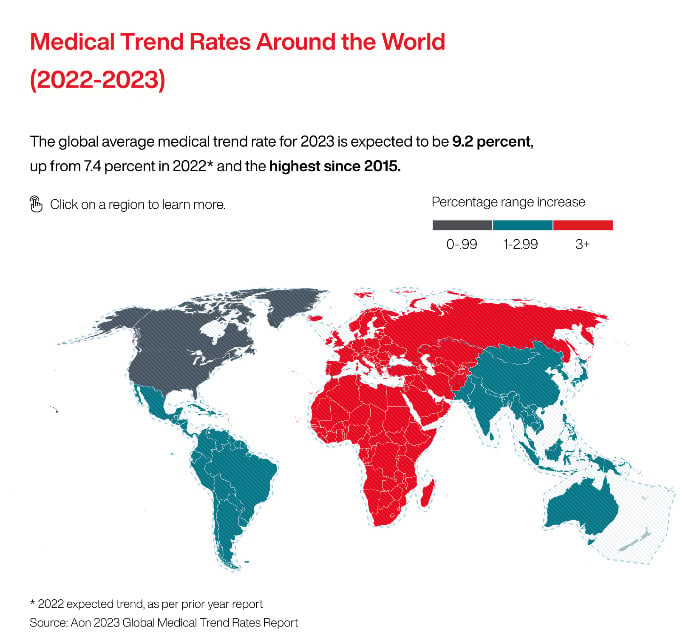 Medical Trend Rates Around the World
(2022-2023)
The global average medical trend rate for 2023 is expected to be 9.2 percent,
up from 7.4 percent in 2022* and the highest since 2015.
Click on a region to learn more.
Percentage range increase
0-.99 1-2.99 3+
* 2022 expected trend, as per prior year report
Source: Aon 2023 Global Medical Trend Rates Report